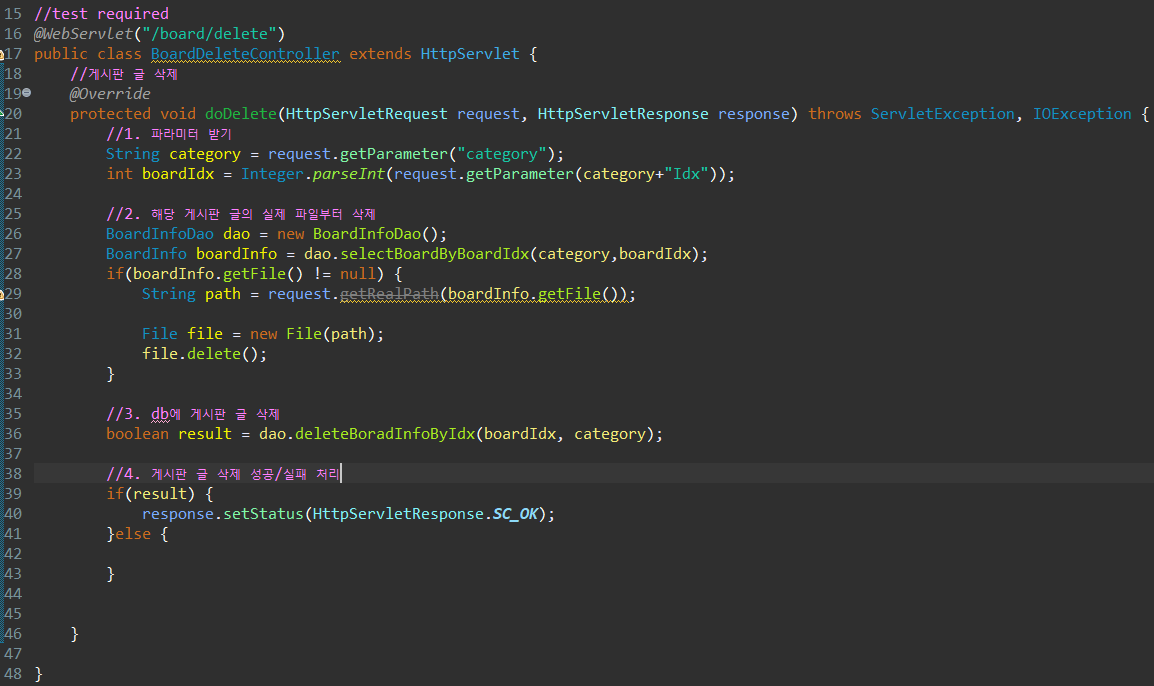 15 //test required
16 @WebServlet("/board/delete")
17 public class BoardDeleteController extends HttpServlet {
18 //게시판 글 삭제
19 @Override
20 protected void doDelete(HttpServletRequest request, HttpServletResponse response) throws ServletException, IOException {
21 //1. 파라미터 받기
22 String category = request.getParameter("category");
23 int boardIdx = Integer.parseInt(request.getParameter(category+"Idx"));
24
25 //2. 해당 게시판 글의 실제 파일부터 삭제
26 BoardInfoDao dao = new BoardInfoDao();
27 BoardInfo boardInfo = dao.selectBoardByBoardIdx(category,boardIdx);
28 if(boardInfo.getFile() != null) {
29 String path = request.getRealPath(boardInfo.getFile());
30
31 File file = new File(path);
32 file.delete();
33 }
34
35 //3. db에 게시판 글 삭제
36 boolean result = dao.deleteBoradInfoByIdx(boardIdx, category);
37
38 //4. 게시판 글 삭제 성공/실패 처리
39 if(result) {
40 response.setStatus(HttpServletResponse.SC_OK);
41 }else {
42
43 }
44
45
46 }
47
48 }